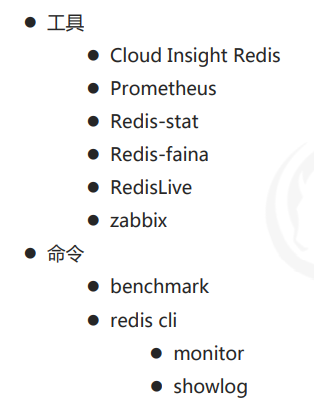 工具
Cloud Insight Redis
Prometheus
Redis-stat
Redis-faina
RedisLive
zabbix
命令
benchmark
redis cli
monitor
showlog